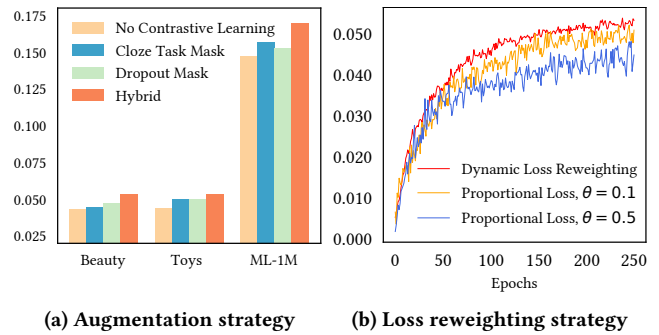 0.175
0.150
0.125
0.100
0.075
0.050
0.025
No Contrastive Learning
Cloze Task Mask
Dropout Mask
Hybrid
Beauty Toys ML-1M
(a) Augmentation strategy
0.050
0.040
0.030
0.020
0.010
0.000
Dynamic Loss Reweighting
Proportional Loss, θ = 0.1
Proportional Loss, θ = 0.5
0 50 100 150 200 250
Epochs
(b) Loss reweighting strategy